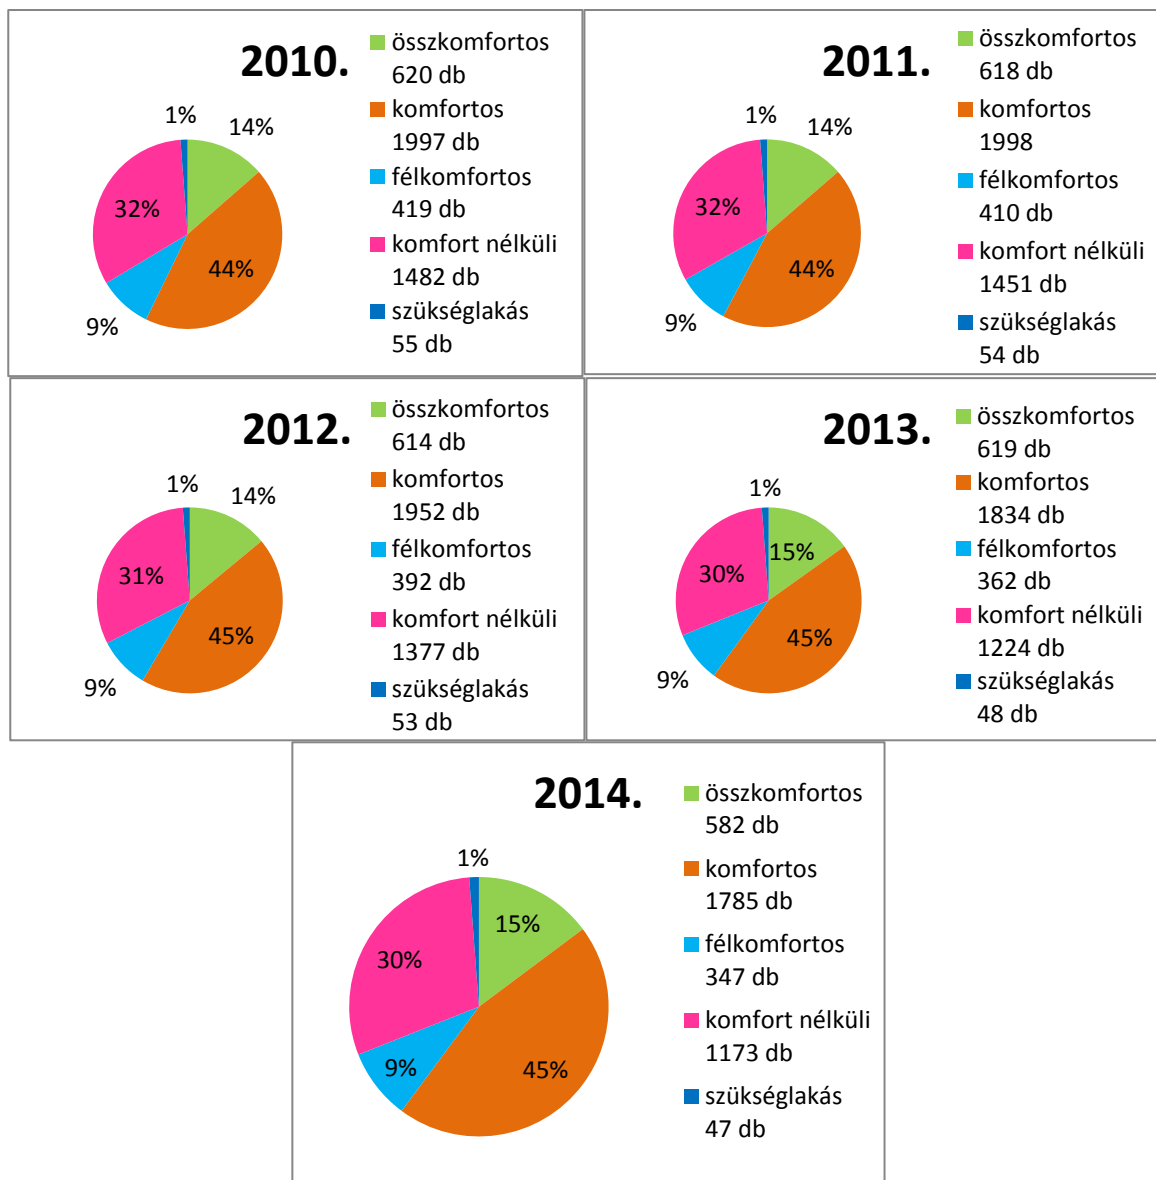 2010.
összkomfortos
620 db
komfortos
1997 db
félkomfortos
419 db
komfort nélküli
1482 db
szükséglakás
55 db
1%
14%
32%
44%
9%
2011.
összkomfortos
618 db
komfortos
1998
félkomfortos
410 db
komfort nélküli
1451 db
szükséglakás
54 db
1%
14%
32%
44%
9%
2012.
összkomfortos
614 db
komfortos
1952 db
félkomfortos
392 db
komfort nélküli
1377 db
szükséglakás
53 db
1%
14%
31%
45%
9%
2013.
összkomfortos
619 db
komfortos
1834 db
félkomfortos
362 db
komfort nélküli
1224 db
szükséglakás
48 db
1%
15%
30%
45%
9%
2014.
összkomfortos
582 db
komfortos
1785 db
félkomfortos
347 db
komfort nélküli
1173 db
szükséglakás
47 db
1%
15%
30%
9%
45%